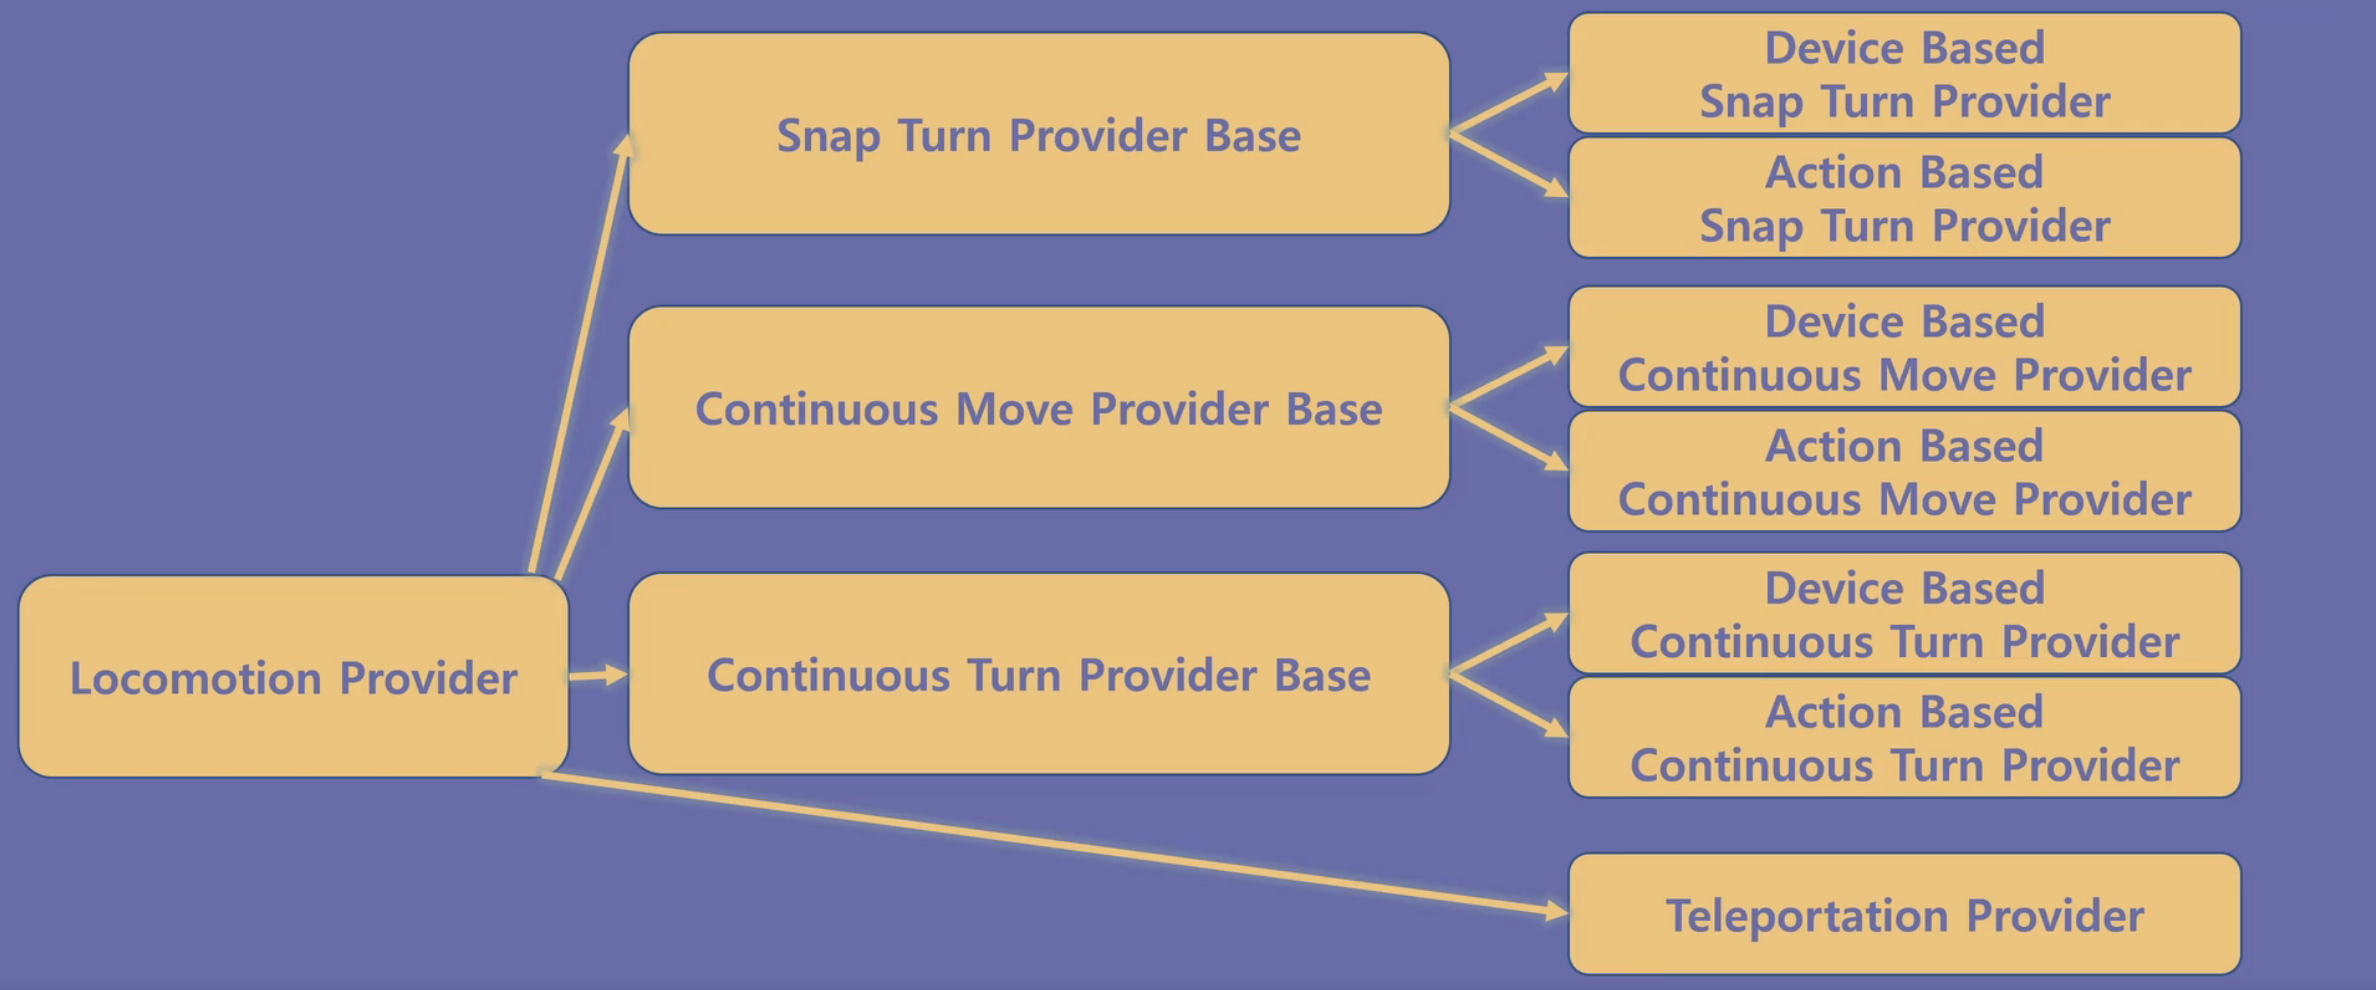 Locomotion Provider
Snap Turn Provider Base
Device Based
Snap Turn Provider
Action Based
Snap Turn Provider
Continuous Move Provider Base
Device Based
Continuous Move Provider
Action Based
Continuous Move Provider
Continuous Turn Provider Base
Device Based
Continuous Turn Provider
Action Based
Continuous Turn Provider
Teleportation Provider